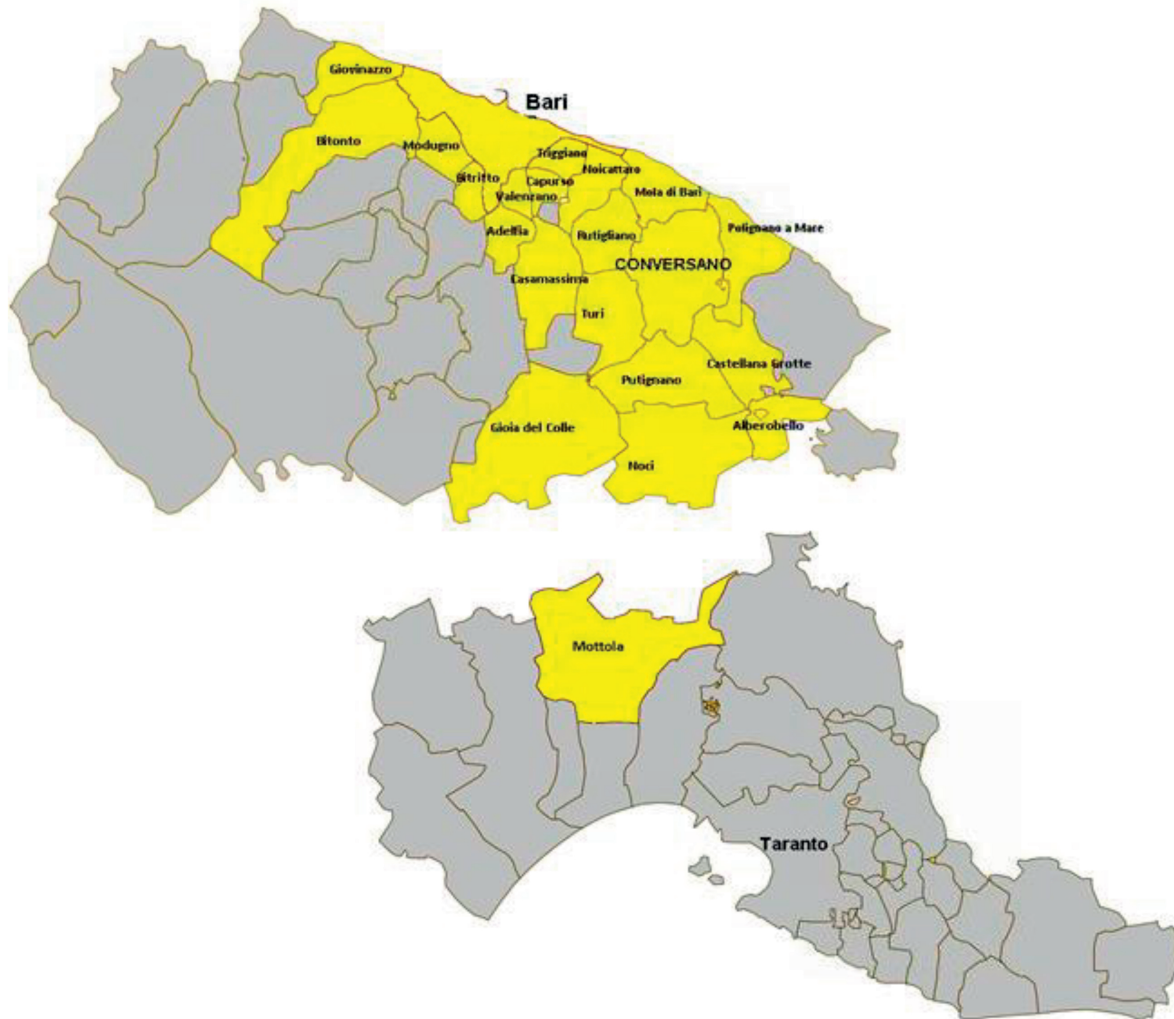 Giovinazzo
Bari
Bitonto
Modugno
Triggiano
Noicattaro
Bitritto
Capurso
Valenzano
Mola di Bari
Adelfia
Rutigliano
Polignano a Mare
CONVERSANO
Casamassima
Turi
Castellana Grotte
Putignano
Gioia del Colle
Alberobello
Noci
Mottola
Taranto